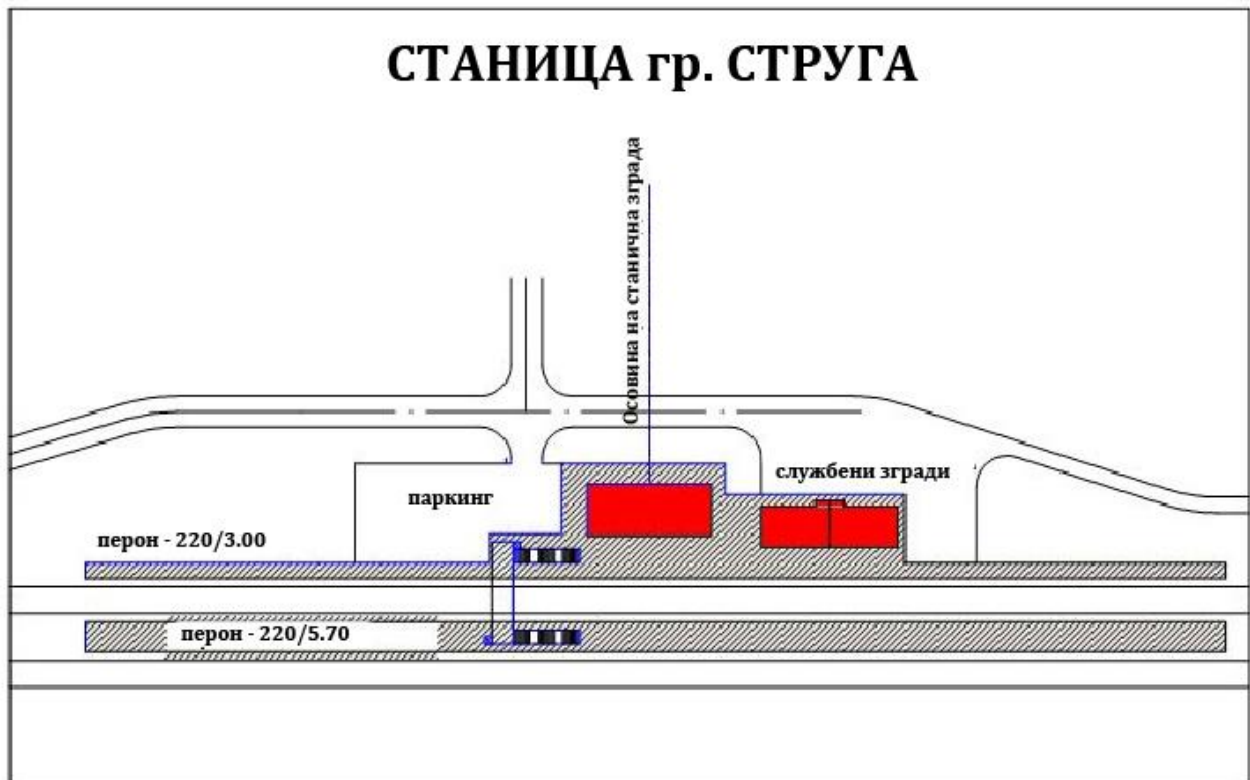 СТАНИЦА гр. СТРУГА
Осовина на станична зграда
службени згради
паркинг
перон - 220/3.00
перон - 220/5.70